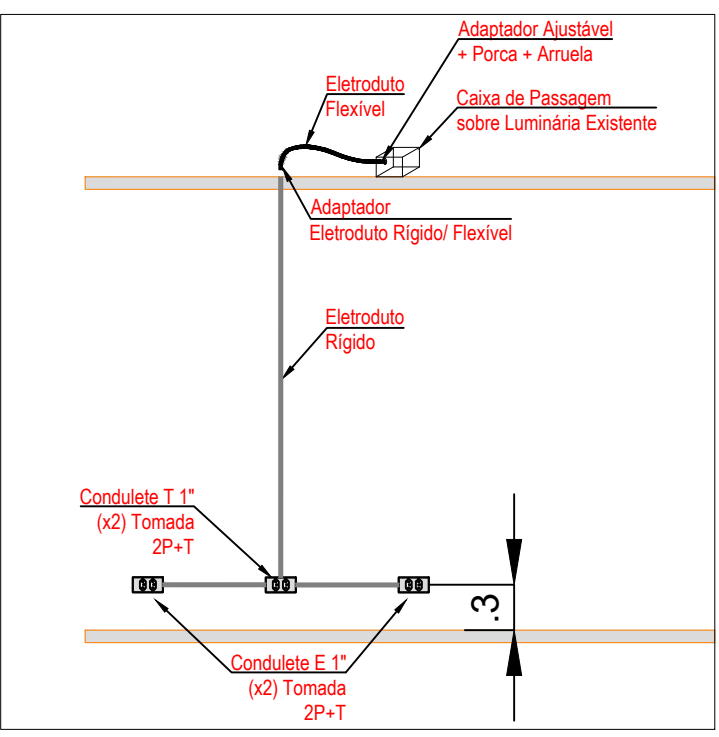 Adaptador Ajustável
+ Porca + Arruela
Eletroduto
Flexível
Caixa de Passagem
sobre Luminária Existente
Adaptador
Eletroduto Rígido/ Flexível
Eletroduto
Rígido
Condulete T 1"
(x2) Tomada
2P+T
.3
Condulete E 1"
(x2) Tomada
2P+T